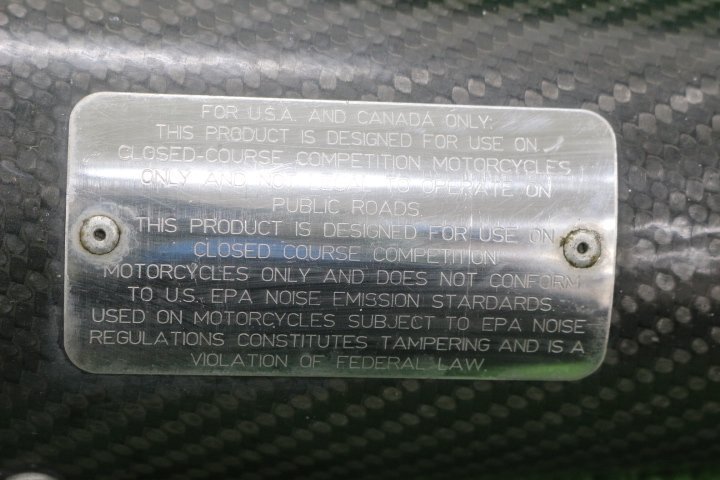 FOR U.S.A. AND CANADA ONLY:
THIS PRODUCT IS DESIGNED FOR USE ON
CLOSED-COURSE COMPETITION MOTORCYCLES
ONLY AND NOT LEGAL TO OPERATE ON
PUBLIC ROADS.
THIS PRODUCT IS DESIGNED FOR USE ON
CLOSED COURSE COMPETITION
MOTORCYCLES ONLY AND DOES NOT CONFORM
TO U.S. EPA NOISE EMISSION STARDARDS.
USED ON MOTORCYCLES SUBJECT TO EPA NOISE
REGULATIONS CONSTITUTES TAMPERING AND IS A
VIOLATION OF FEDERAL LAW.